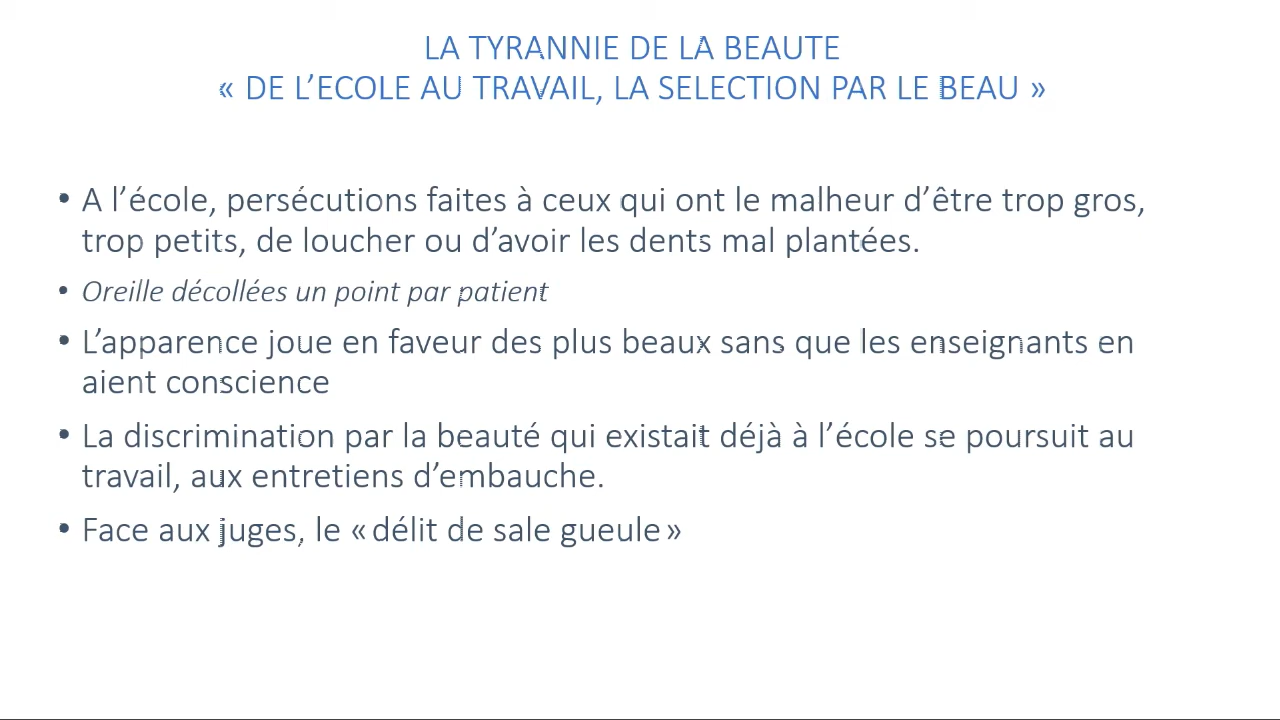 LA TYRANNIE DE LA BEAUTE
« DE L’ECOLE AU TRAVAIL, LA SELECTION PAR LE BEAU »
• A l’école, persécutions faites à ceux qui ont le malheur d’être trop gros,
trop petits, de loucher ou d’avoir les dents mal plantées.
• Oreille décollées un point par patient
• L’apparence joue en faveur des plus beaux sans que les enseignants en
aient conscience
• La discrimination par la beauté qui existait déjà à l’école se poursuit au
travail, aux entretiens d’embauche.
• Face aux juges, le « délit de sale gueule »